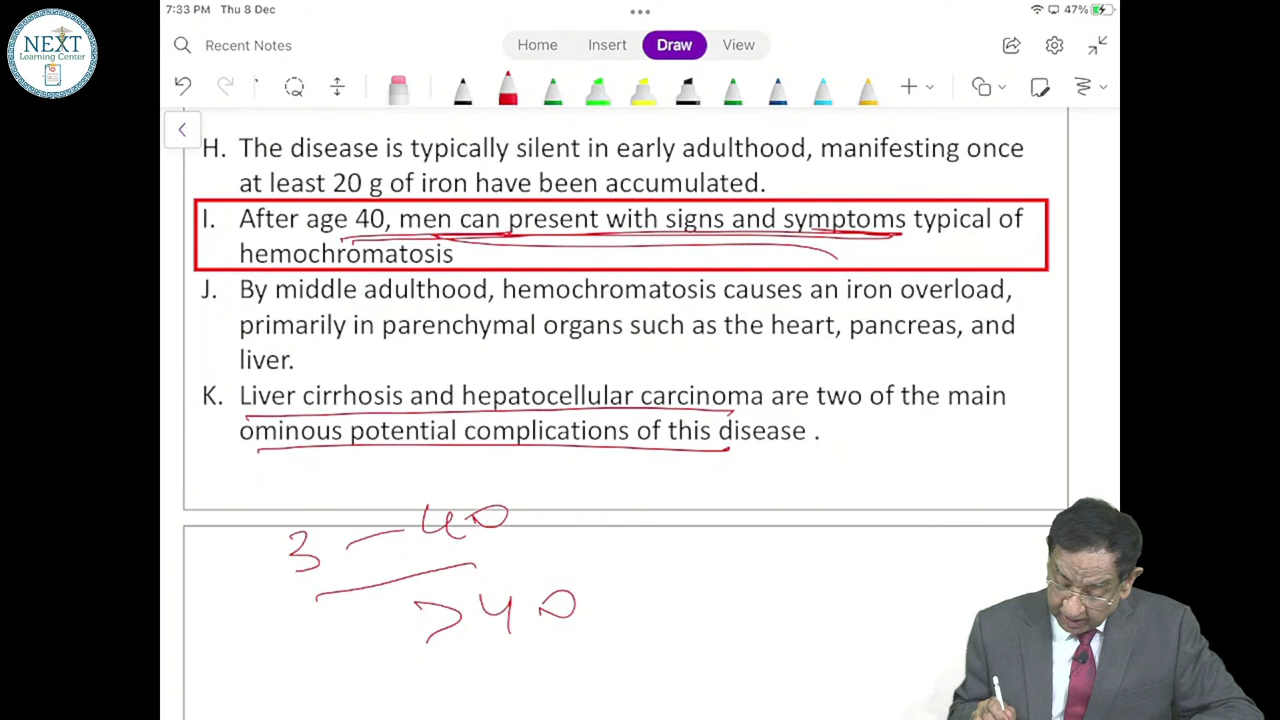 7:33 PM Thu 8 Dec
47%
NEXT
Learning Center
Recent Notes
Home Insert Draw View
H. The disease is typically silent in early adulthood, manifesting once
at least 20 g of iron have been accumulated.
I. After age 40, men can present with signs and symptoms typical of
hemochromatosis
J. By middle adulthood, hemochromatosis causes an iron overload,
primarily in parenchymal organs such as the heart, pancreas, and
liver.
K. Liver cirrhosis and hepatocellular carcinoma are two of the main
ominous potential complications of this disease .
3 — 40
>40